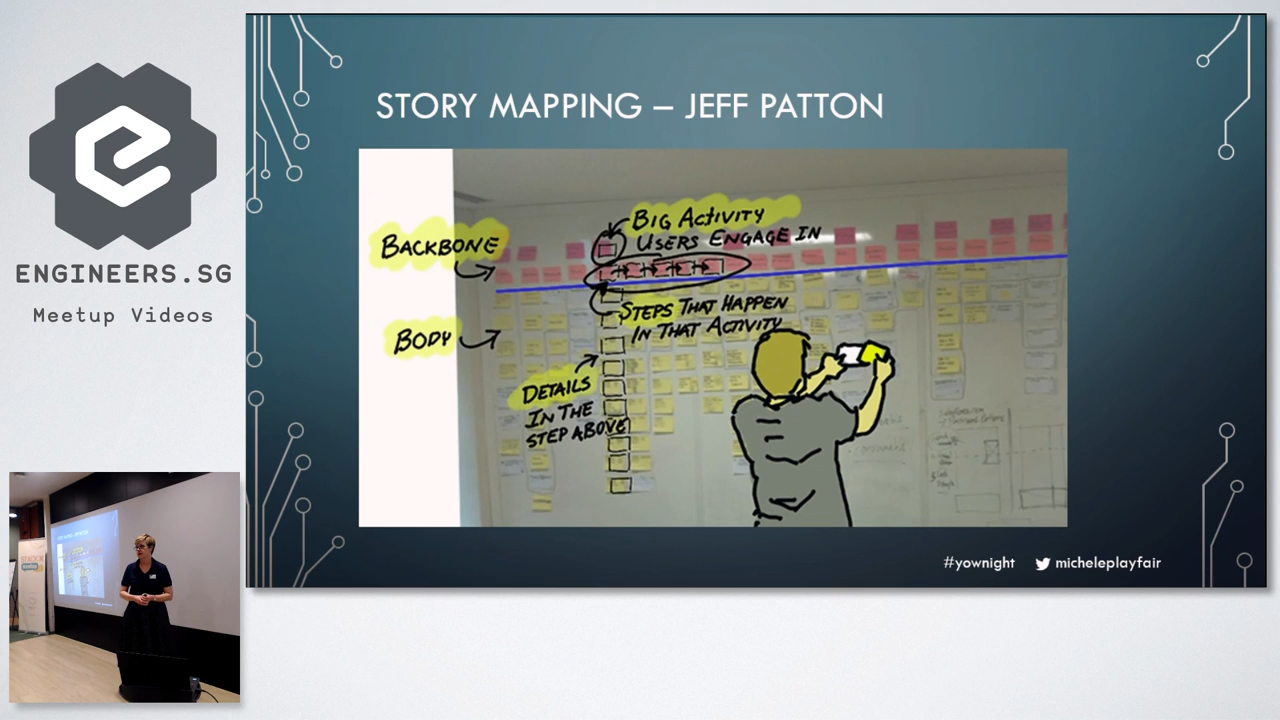 ENGINEERS.SG
Meetup Videos
STORY MAPPING – JEFF PATTON
BACKBONE
BIG ACTIVITY
USERS ENGAGE IN
STEPS THAT HAPPEN
IN THAT ACTIVITY
BODY
DETAILS
IN THE
STEP ABOVE
#yownight
micheleplayfair